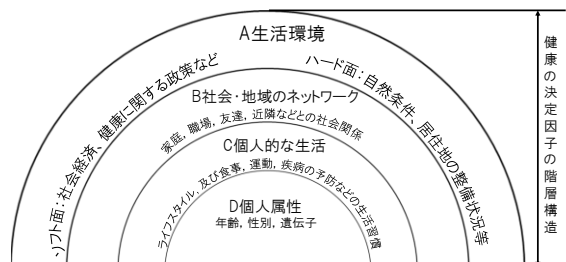 A生活環境
ソフト面：社会経済、健康に関する政策など
ハード面：自然条件、居住地の整備状況等
B社会・地域のネットワーク
家庭，職場，友達，近隣などとの社会関係
C個人的な生活
ライフスタイル，及び食事，運動，疾病の予防などの生活習慣
D個人属性
年齢，性別，遺伝子
健康の決定因子の階層構造